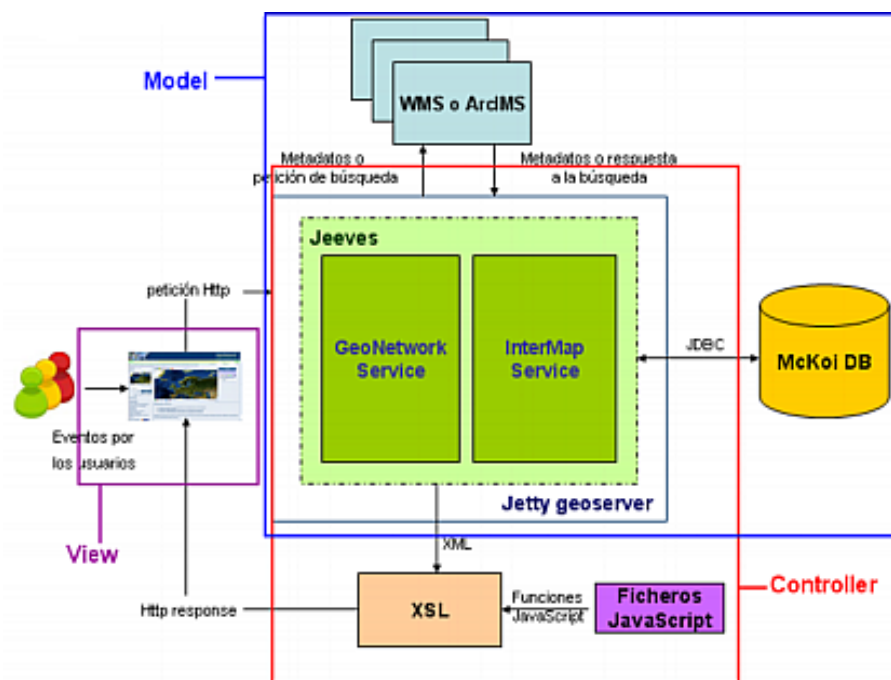 Model
WMS o ArcIMS
Metadatos o
petición de búsqueda
Metadatos o respuesta
a la búsqueda
Jeeves
petición Http
GeoNetwork
Service
InterMap
Service
JDBC
McKoi DB
Eventos por
los usuarios
Jetty geoserver
View
XML
Controller
Http response
XSL
Funciones
JavaScript
Ficheros
JavaScript